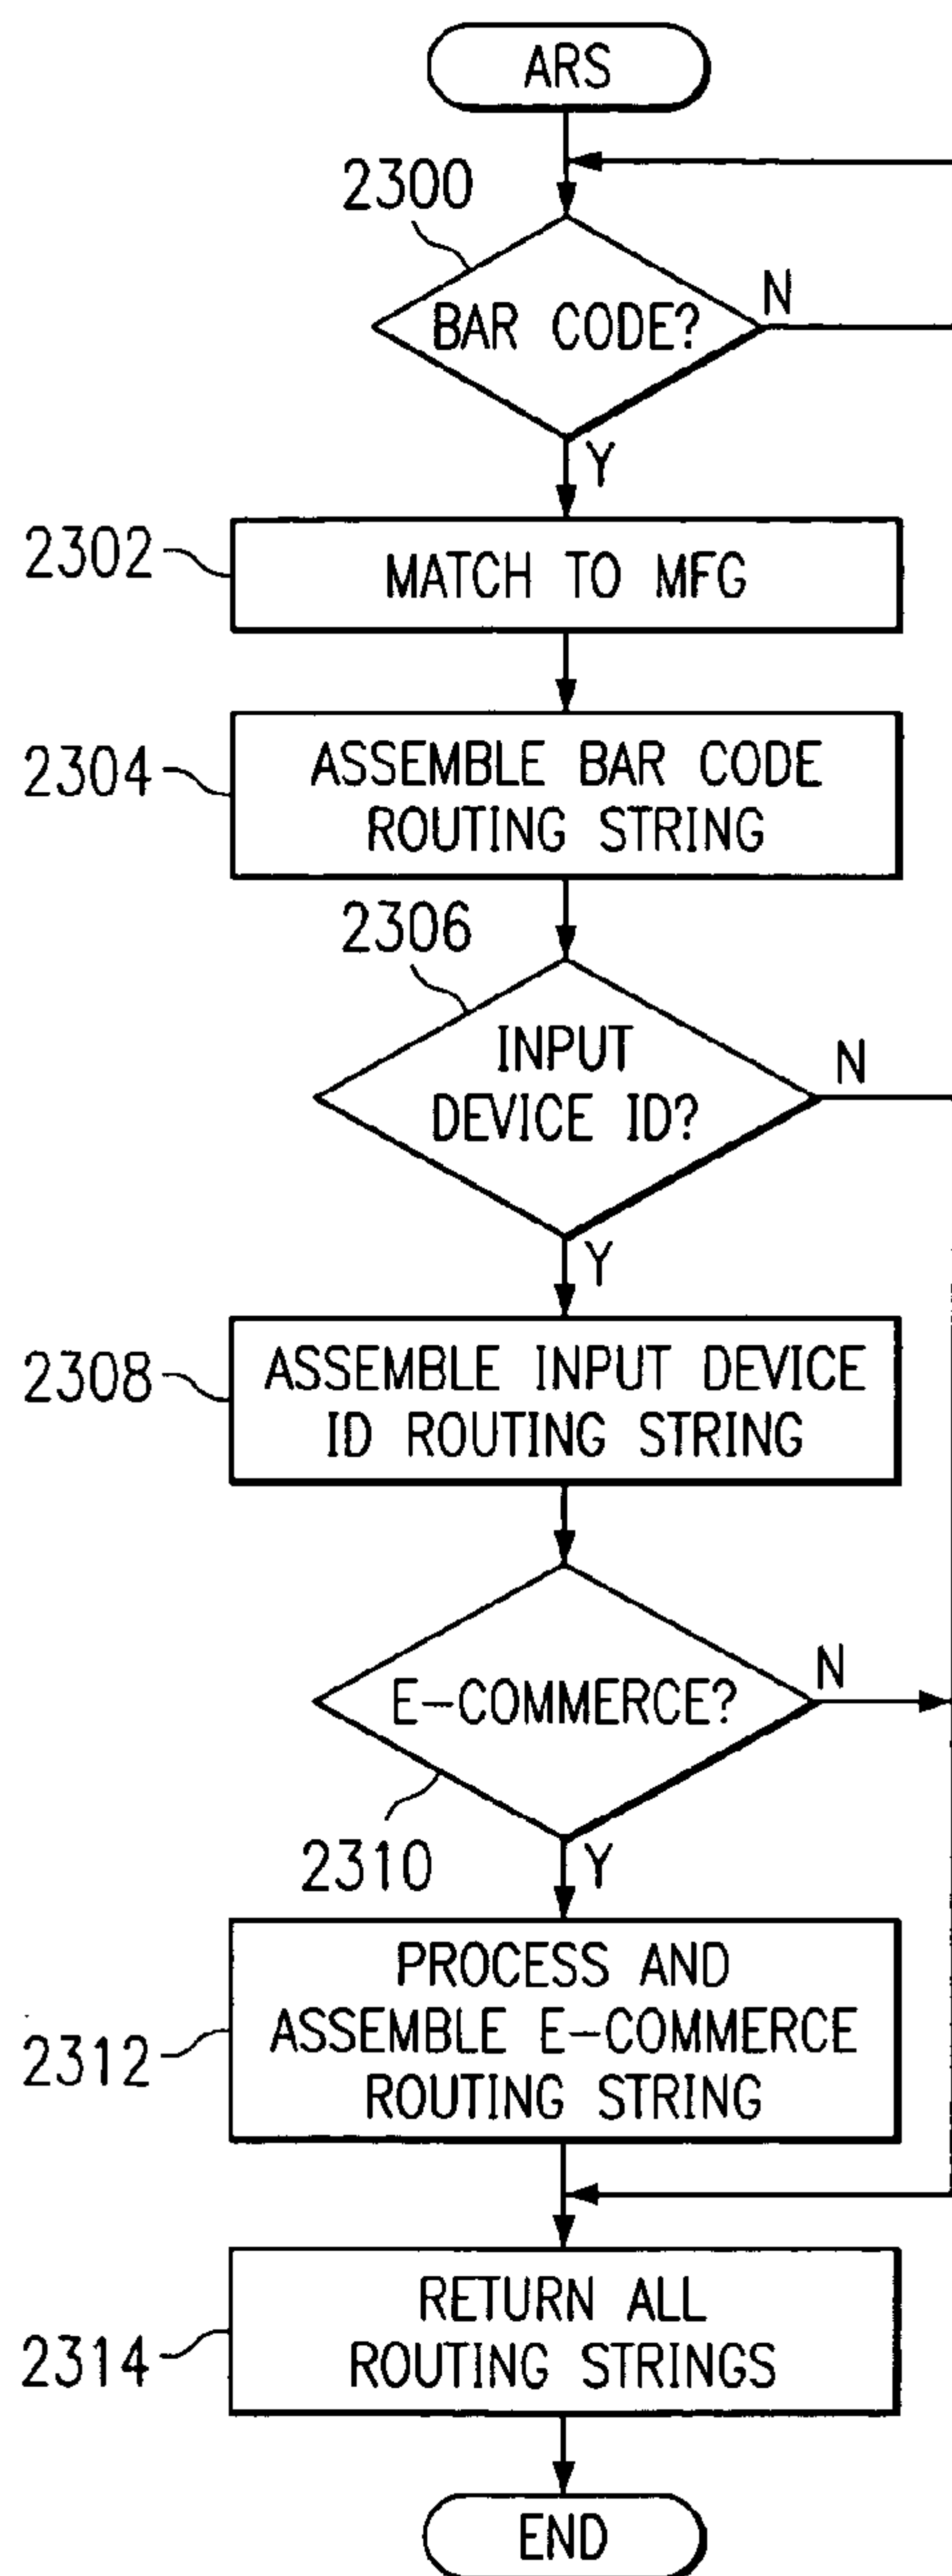 ARS
2300
BAR CODE?
N
Y
2302
MATCH TO MFG
2304
ASSEMBLE BAR CODE
ROUTING STRING
2306
INPUT
DEVICE ID?
N
Y
2308
ASSEMBLE INPUT DEVICE
ID ROUTING STRING
E-COMMERCE?
N
2310
Y
PROCESS AND
ASSEMBLE E-COMMERCE
ROUTING STRING
2312
RETURN ALL
ROUTING STRINGS
2314
END